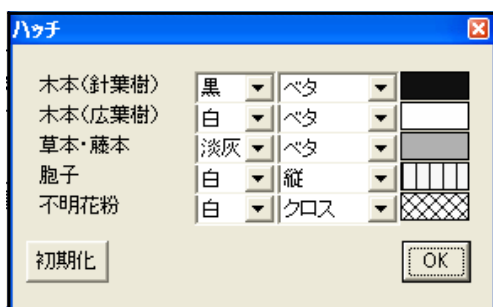 ハッチ
木本(針葉樹) 黒 ベタ
木本(広葉樹) 白 ベタ
草本・藤本 淡灰 ベタ
胞子 白 縦
不明花粉 白 クロス
初期化 OK